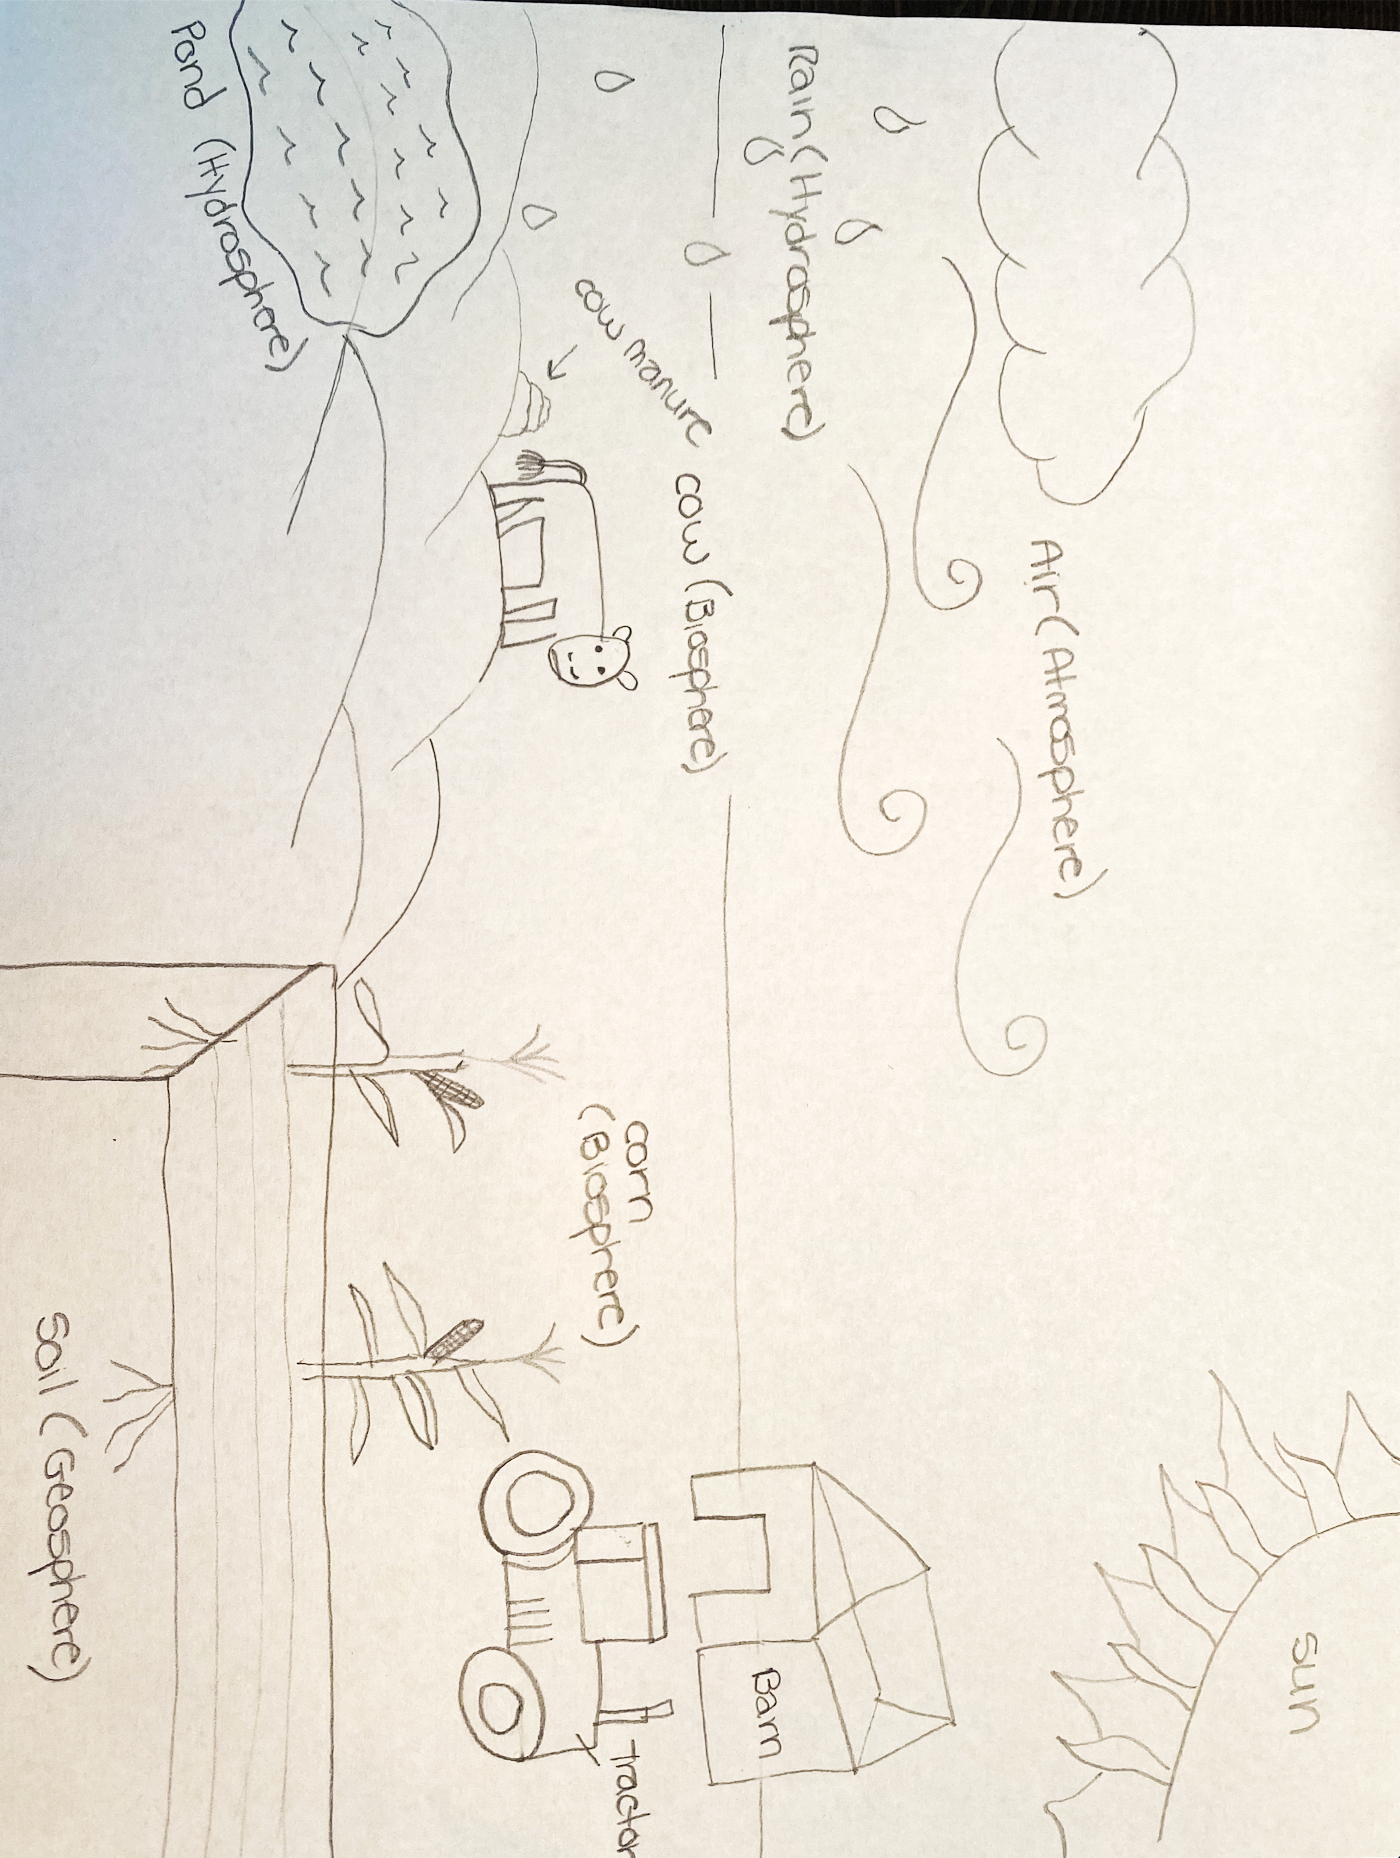 Sun
Air (Atmosphere)
Rain (Hydrosphere)
Barn
cow manure
cow (Biosphere)
corn
(Biosphere)
tractor
Pond (Hydrosphere)
Soil (Geosphere)